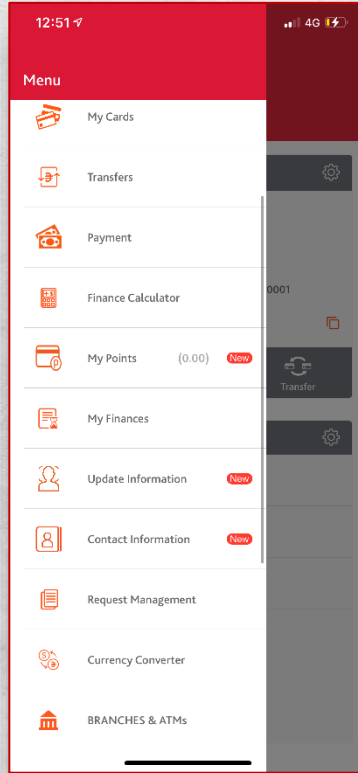 12:51
4G
Menu
My Cards
Transfers
Payment
Finance Calculator
0001
My Points (0.00) New
Transfer
My Finances
Update Information New
Contact Information New
Request Management
Currency Converter
BRANCHES & ATMs